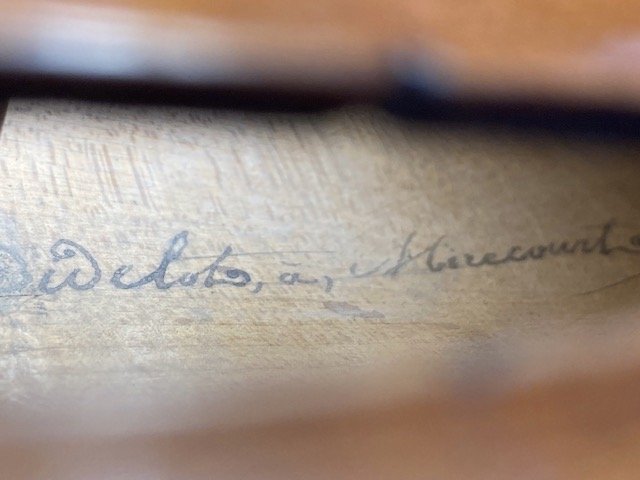 Didelot, à, Mirecourt